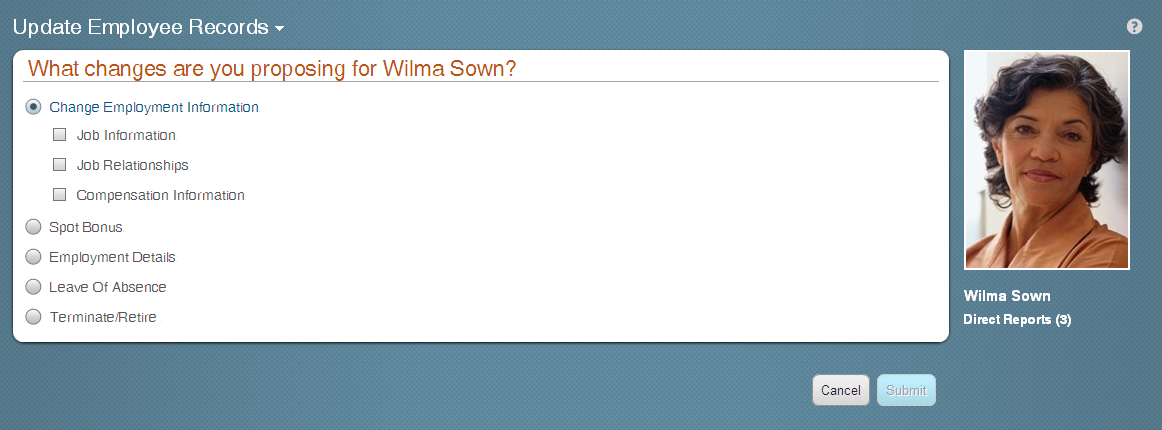 Update Employee Records
?
What changes are you proposing for Wilma Sown?
Change Employment Information
Job Information
Job Relationships
Compensation Information
Spot Bonus
Employment Details
Leave Of Absence
Terminate/Retire
Wilma Sown
Direct Reports (3)
Cancel
Submit